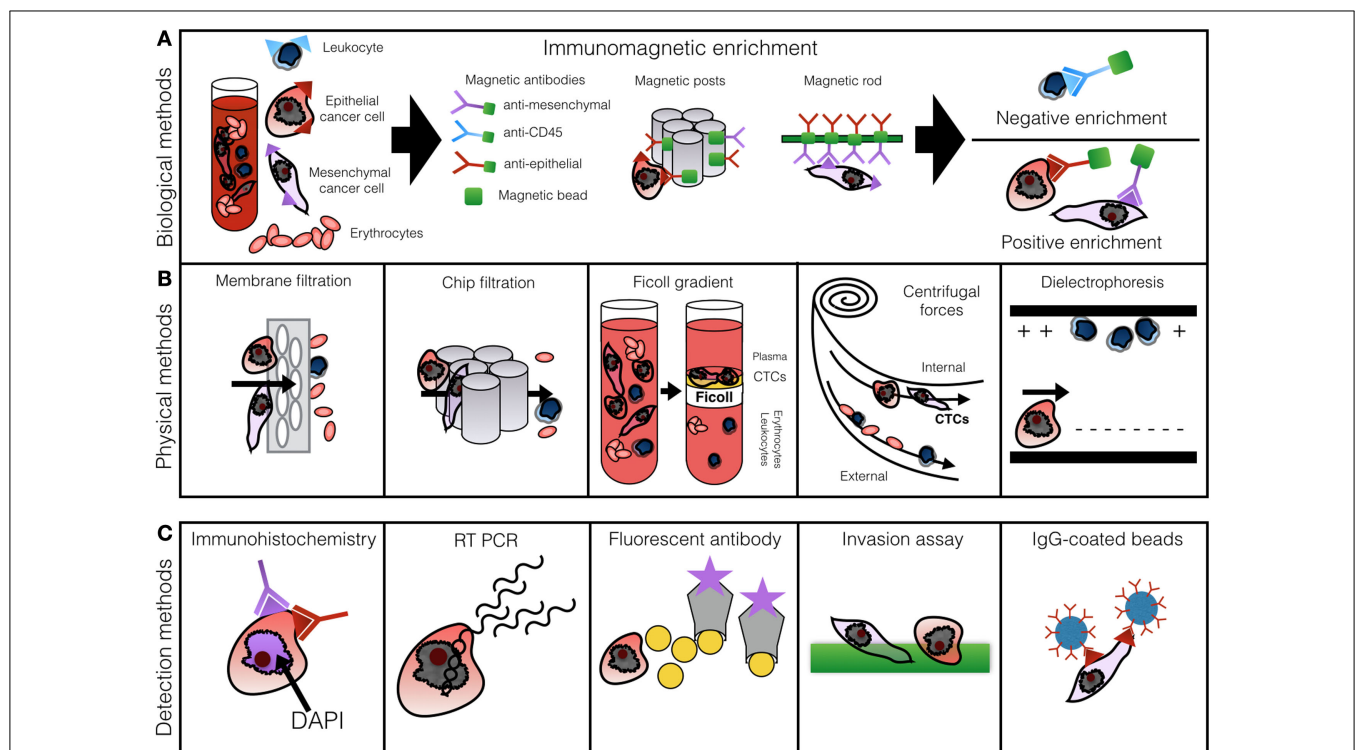 A
Biological methods
Immunomagnetic enrichment
Leukocyte
Epithelial
cancer cell
Mesenchymal
cancer cell
Erythrocytes
Magnetic antibodies
anti-mesenchymal
anti-CD45
anti-epithelial
Magnetic bead
Magnetic posts
Magnetic rod
Negative enrichment
Positive enrichment
B
Physical methods
Membrane filtration
Chip filtration
Ficoll gradient
Plasma
CTCs
Ficoll
Erythrocytes
Leukocytes
Centrifugal
forces
Internal
CTCs
External
Dielectrophoresis
+ + +
- - - - - - - -
C
Detection methods
Immunohistochemistry
DAPI
RT PCR
Fluorescent antibody
Invasion assay
IgG-coated beads